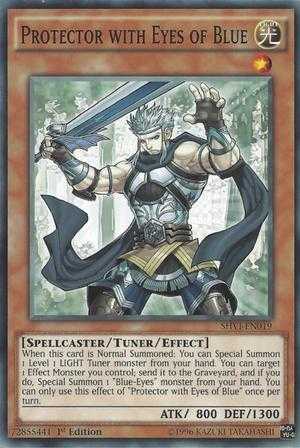 PROTECTOR WITH EYES OF BLUE
LIGHT
光
SHVI-EN019
[SPELLCASTER/TUNER/EFFECT]
When this card is Normal Summoned: You can Special Summon
1 Level 1 LIGHT Tuner monster from your hand. You can target
1 Effect Monster you control; send it to the Graveyard, and if you
do, Special Summon 1 "Blue-Eyes" monster from your hand. You
can only use this effect of "Protector with Eyes of Blue" once per
turn.
ATK/ 800 DEF/1300
72855441 1st Edition ©1996 KAZUKI TAKAHASHI